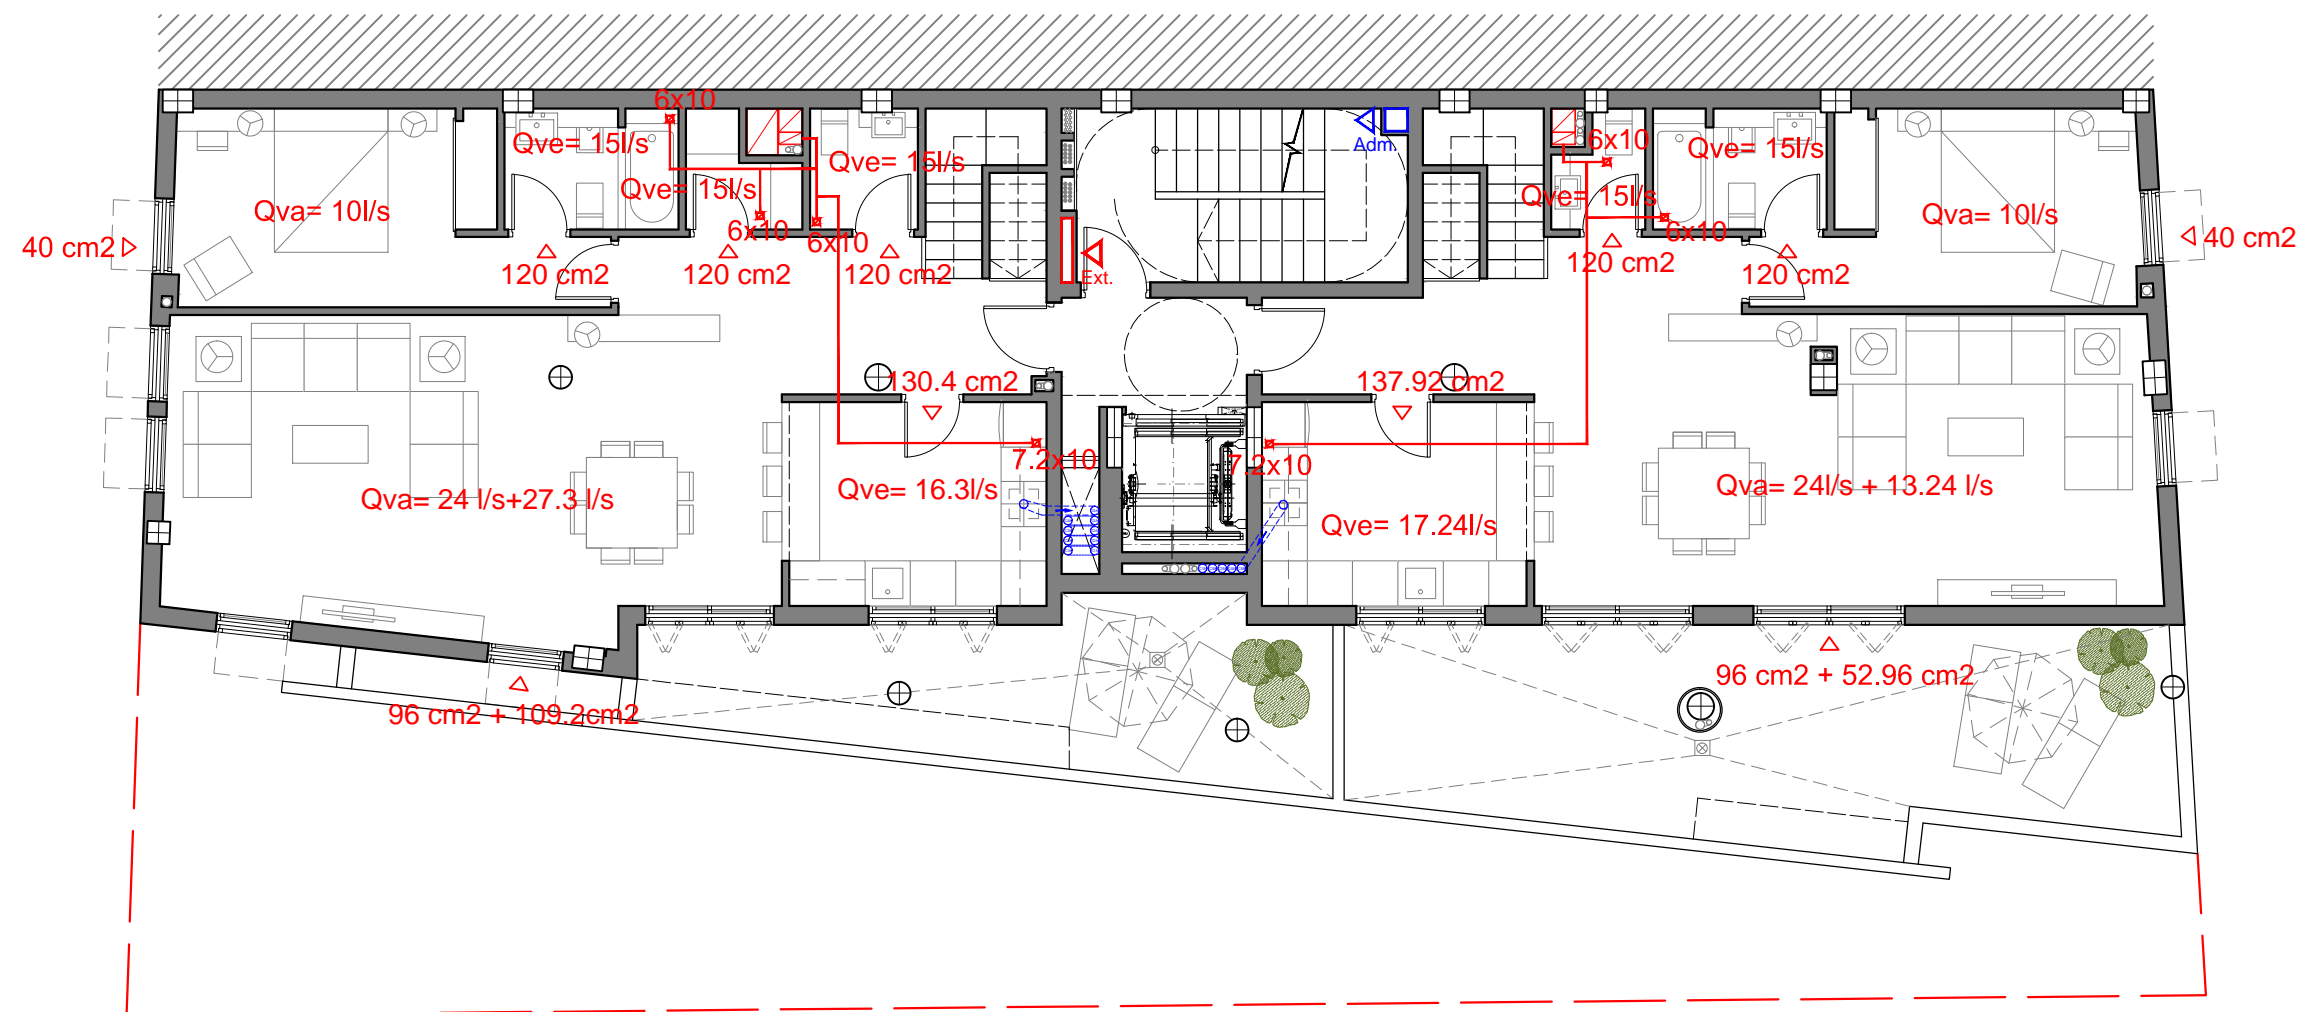 6x10
Qve= 15l/s
Qve= 15l/s
Qve= 15l/s
Qva= 10l/s
40 cm2
120 cm2
120 cm2
120 cm2
6x10
6x10
Adm.
Ext.
6x10
Qve= 15l/s
Qve= 15l/s
6x10
Qva= 10l/s
40 cm2
120 cm2
120 cm2
130.4 cm2
137.92 cm2
7.2x10
7.2x10
Qva= 24 l/s+27.3 l/s
Qve= 16.3l/s
Qve= 17.24l/s
Qva= 24l/s + 13.24 l/s
96 cm2 + 109.2cm2
96 cm2 + 52.96 cm2